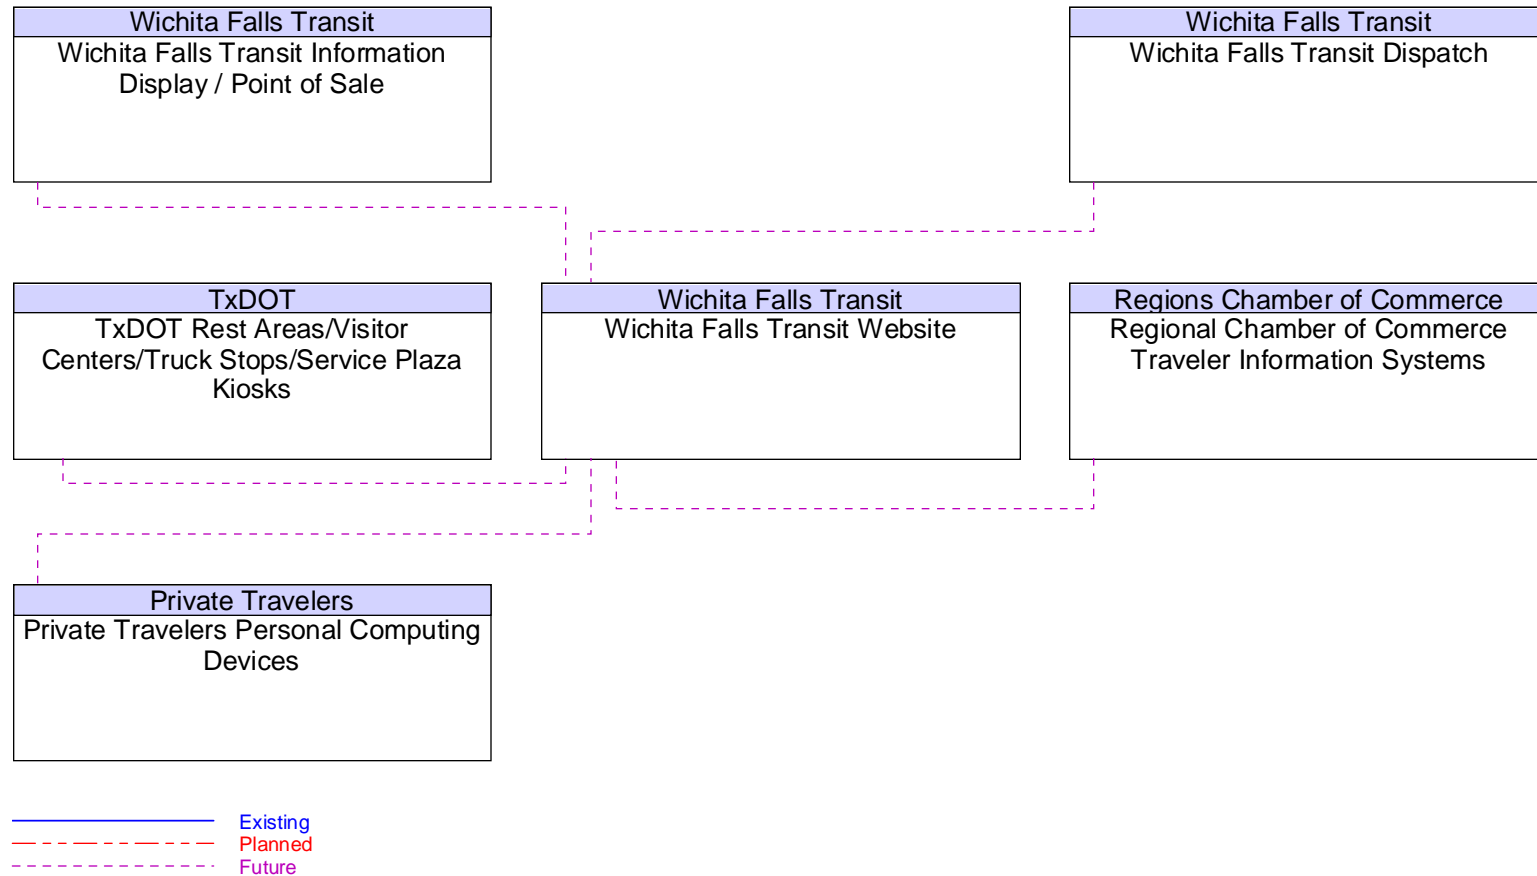 Wichita Falls Transit
Wichita Falls Transit Information
Display / Point of Sale
Wichita Falls Transit
Wichita Falls Transit Dispatch
TxDOT
TxDOT Rest Areas/Visitor
Centers/Truck Stops/Service Plaza
Kiosks
Wichita Falls Transit
Wichita Falls Transit Website
Regions Chamber of Commerce
Regional Chamber of Commerce
Traveler Information Systems
Private Travelers
Private Travelers Personal Computing
Devices
Existing
Planned
Future